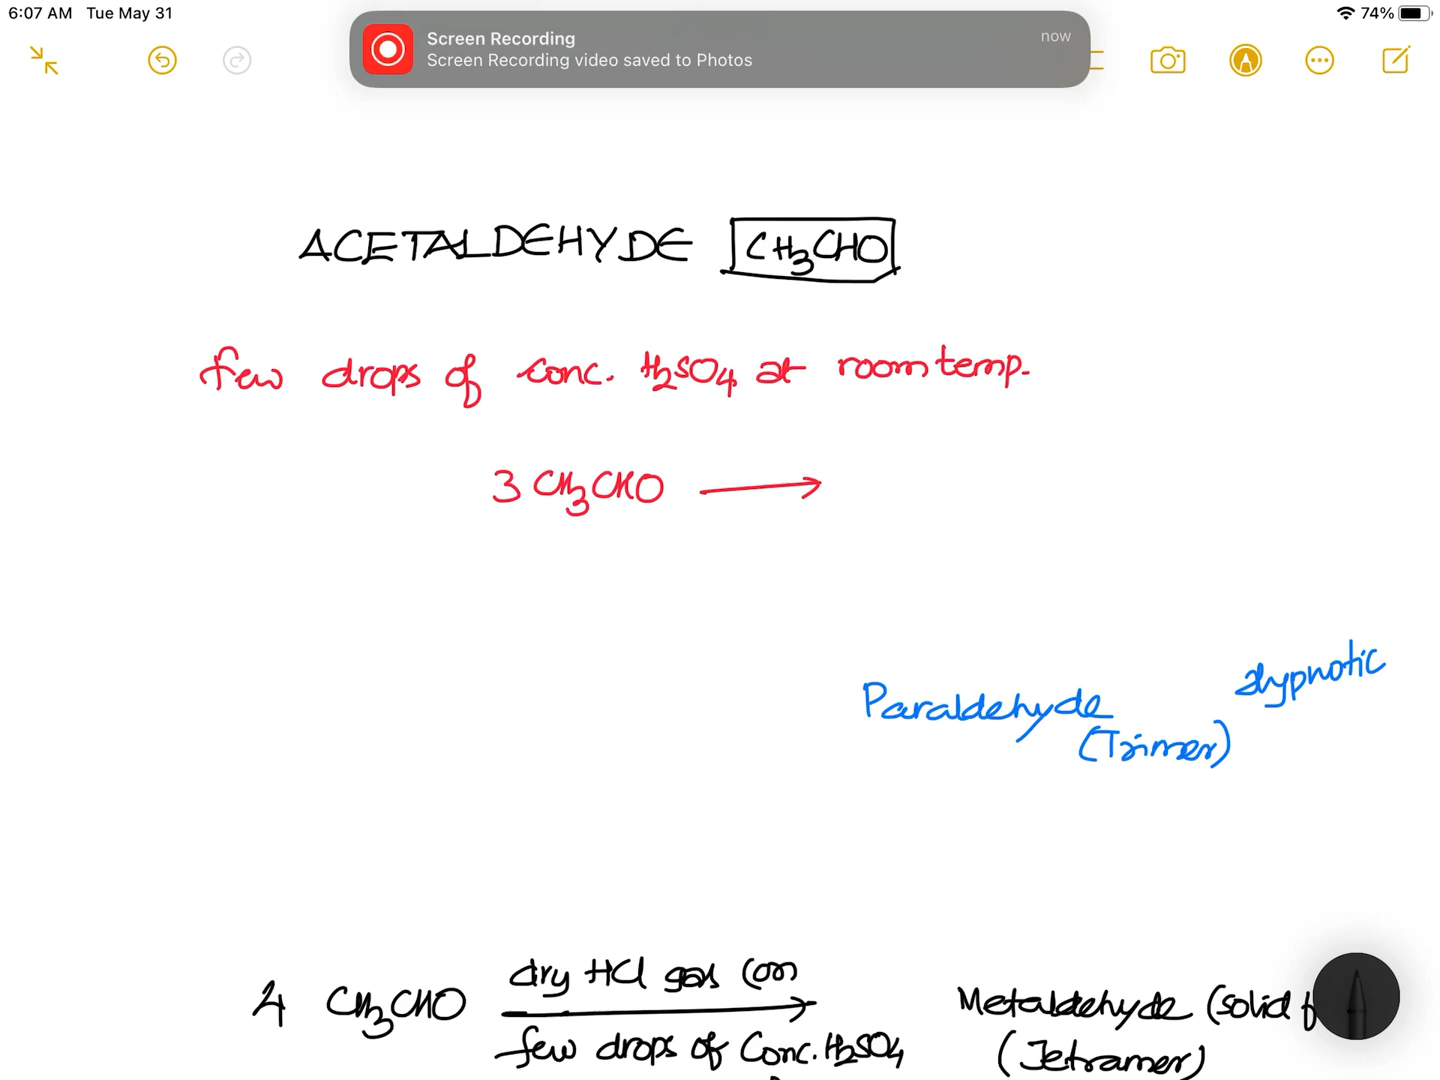 6:07 AM Tue May 31
74%
Screen Recording
now
Screen Recording video saved to Photos
ACETALDEHYDE CH₃CHO
few drops of conc. H₂SO₄ at room temp.
3 CH₃CHO ⟶
Hypnotic
Paraldehyde
(Trimer)
dry HCl gas (or)
4 CH₃CHO ⟶ Metaldehyde (solid f
few drops of Conc. H₂SO₄
(Tetramer)